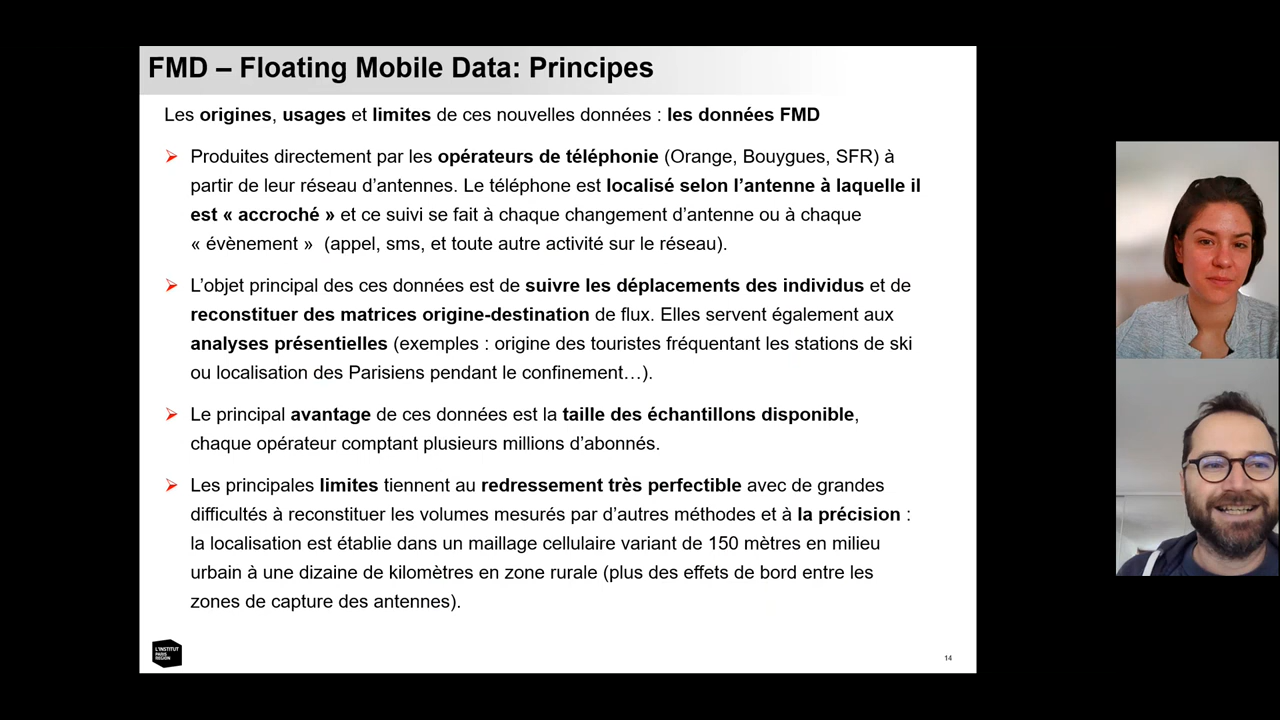 FMD – Floating Mobile Data: Principes
Les origines, usages et limites de ces nouvelles données : les données FMD
Produites directement par les opérateurs de téléphonie (Orange, Bouygues, SFR) à
partir de leur réseau d’antennes. Le téléphone est localisé selon l’antenne à laquelle il
est « accroché » et ce suivi se fait à chaque changement d’antenne ou à chaque
« évènement » (appel, sms, et toute autre activité sur le réseau).
L’objet principal des ces données est de suivre les déplacements des individus et de
reconstituer des matrices origine-destination de flux. Elles servent également aux
analyses présentielles (exemples : origine des touristes fréquentant les stations de ski
ou localisation des Parisiens pendant le confinement…).
Le principal avantage de ces données est la taille des échantillons disponible,
chaque opérateur comptant plusieurs millions d’abonnés.
Les principales limites tiennent au redressement très perfectible avec de grandes
difficultés à reconstituer les volumes mesurés par d’autres méthodes et à la précision :
la localisation est établie dans un maillage cellulaire variant de 150 mètres en milieu
urbain à une dizaine de kilomètres en zone rurale (plus des effets de bord entre les
zones de capture des antennes).
L’INSTITUT
PARIS
REGION
14